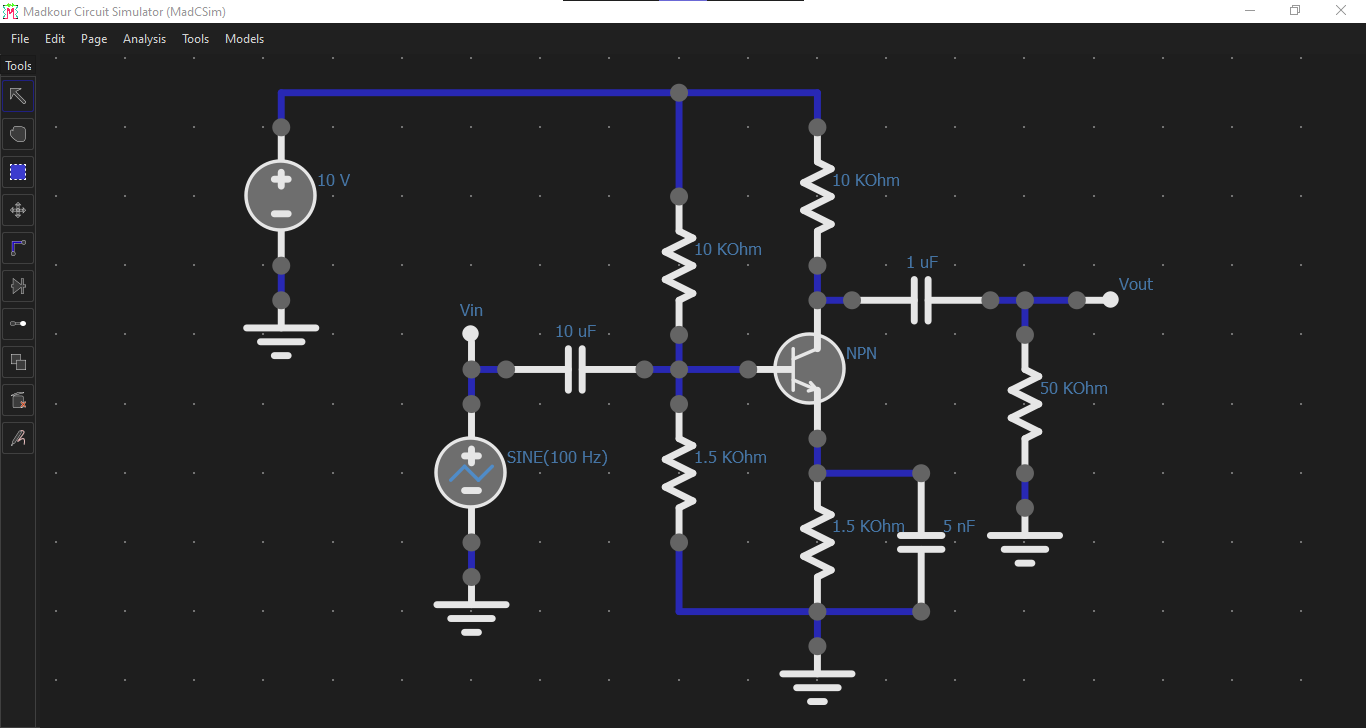 Madkour Circuit Simulator (MadCSim)
File Edit Page Analysis Tools Models
Tools
10 V
10 KOhm
10 KOhm
1 uF
Vout
Vin
10 uF
NPN
50 KOhm
SINE(100 Hz)
1.5 KOhm
1.5 KOhm
5 nF